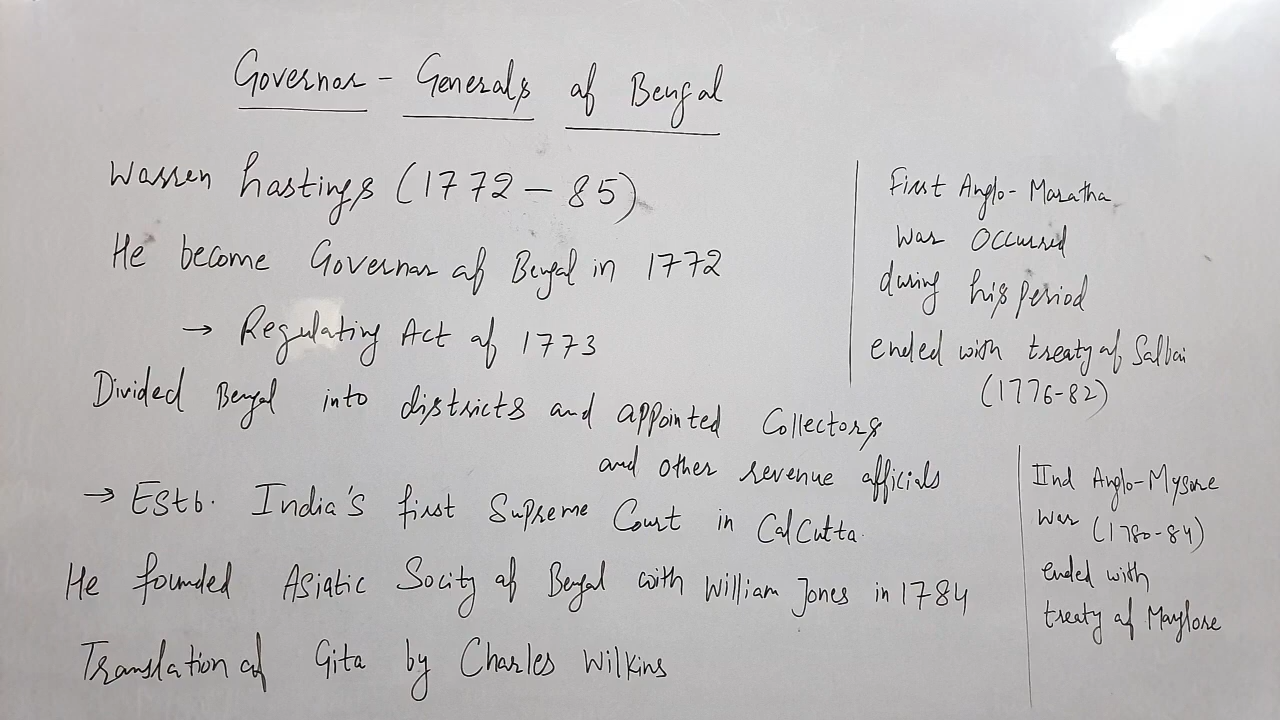 Governor - Generals of Bengal
Warren hastings (1772 - 85)
He become Governor of Bengal in 1772
→ Regulating Act of 1773
Divided Bengal into districts and appointed Collectors
and other revenue officials
→ Estb. India's first Supreme Court in CalCutta.
He founded Asiatic Socity of Bengal with William Jones in 1784
Translation of Gita by Charles Wilkins
First Anglo - Maratha
War Occurred
during his period
ended with treaty of Salbai
(1776-82)
IInd Anglo-Mysore
War (1780-84)
ended with
treaty of Manglore